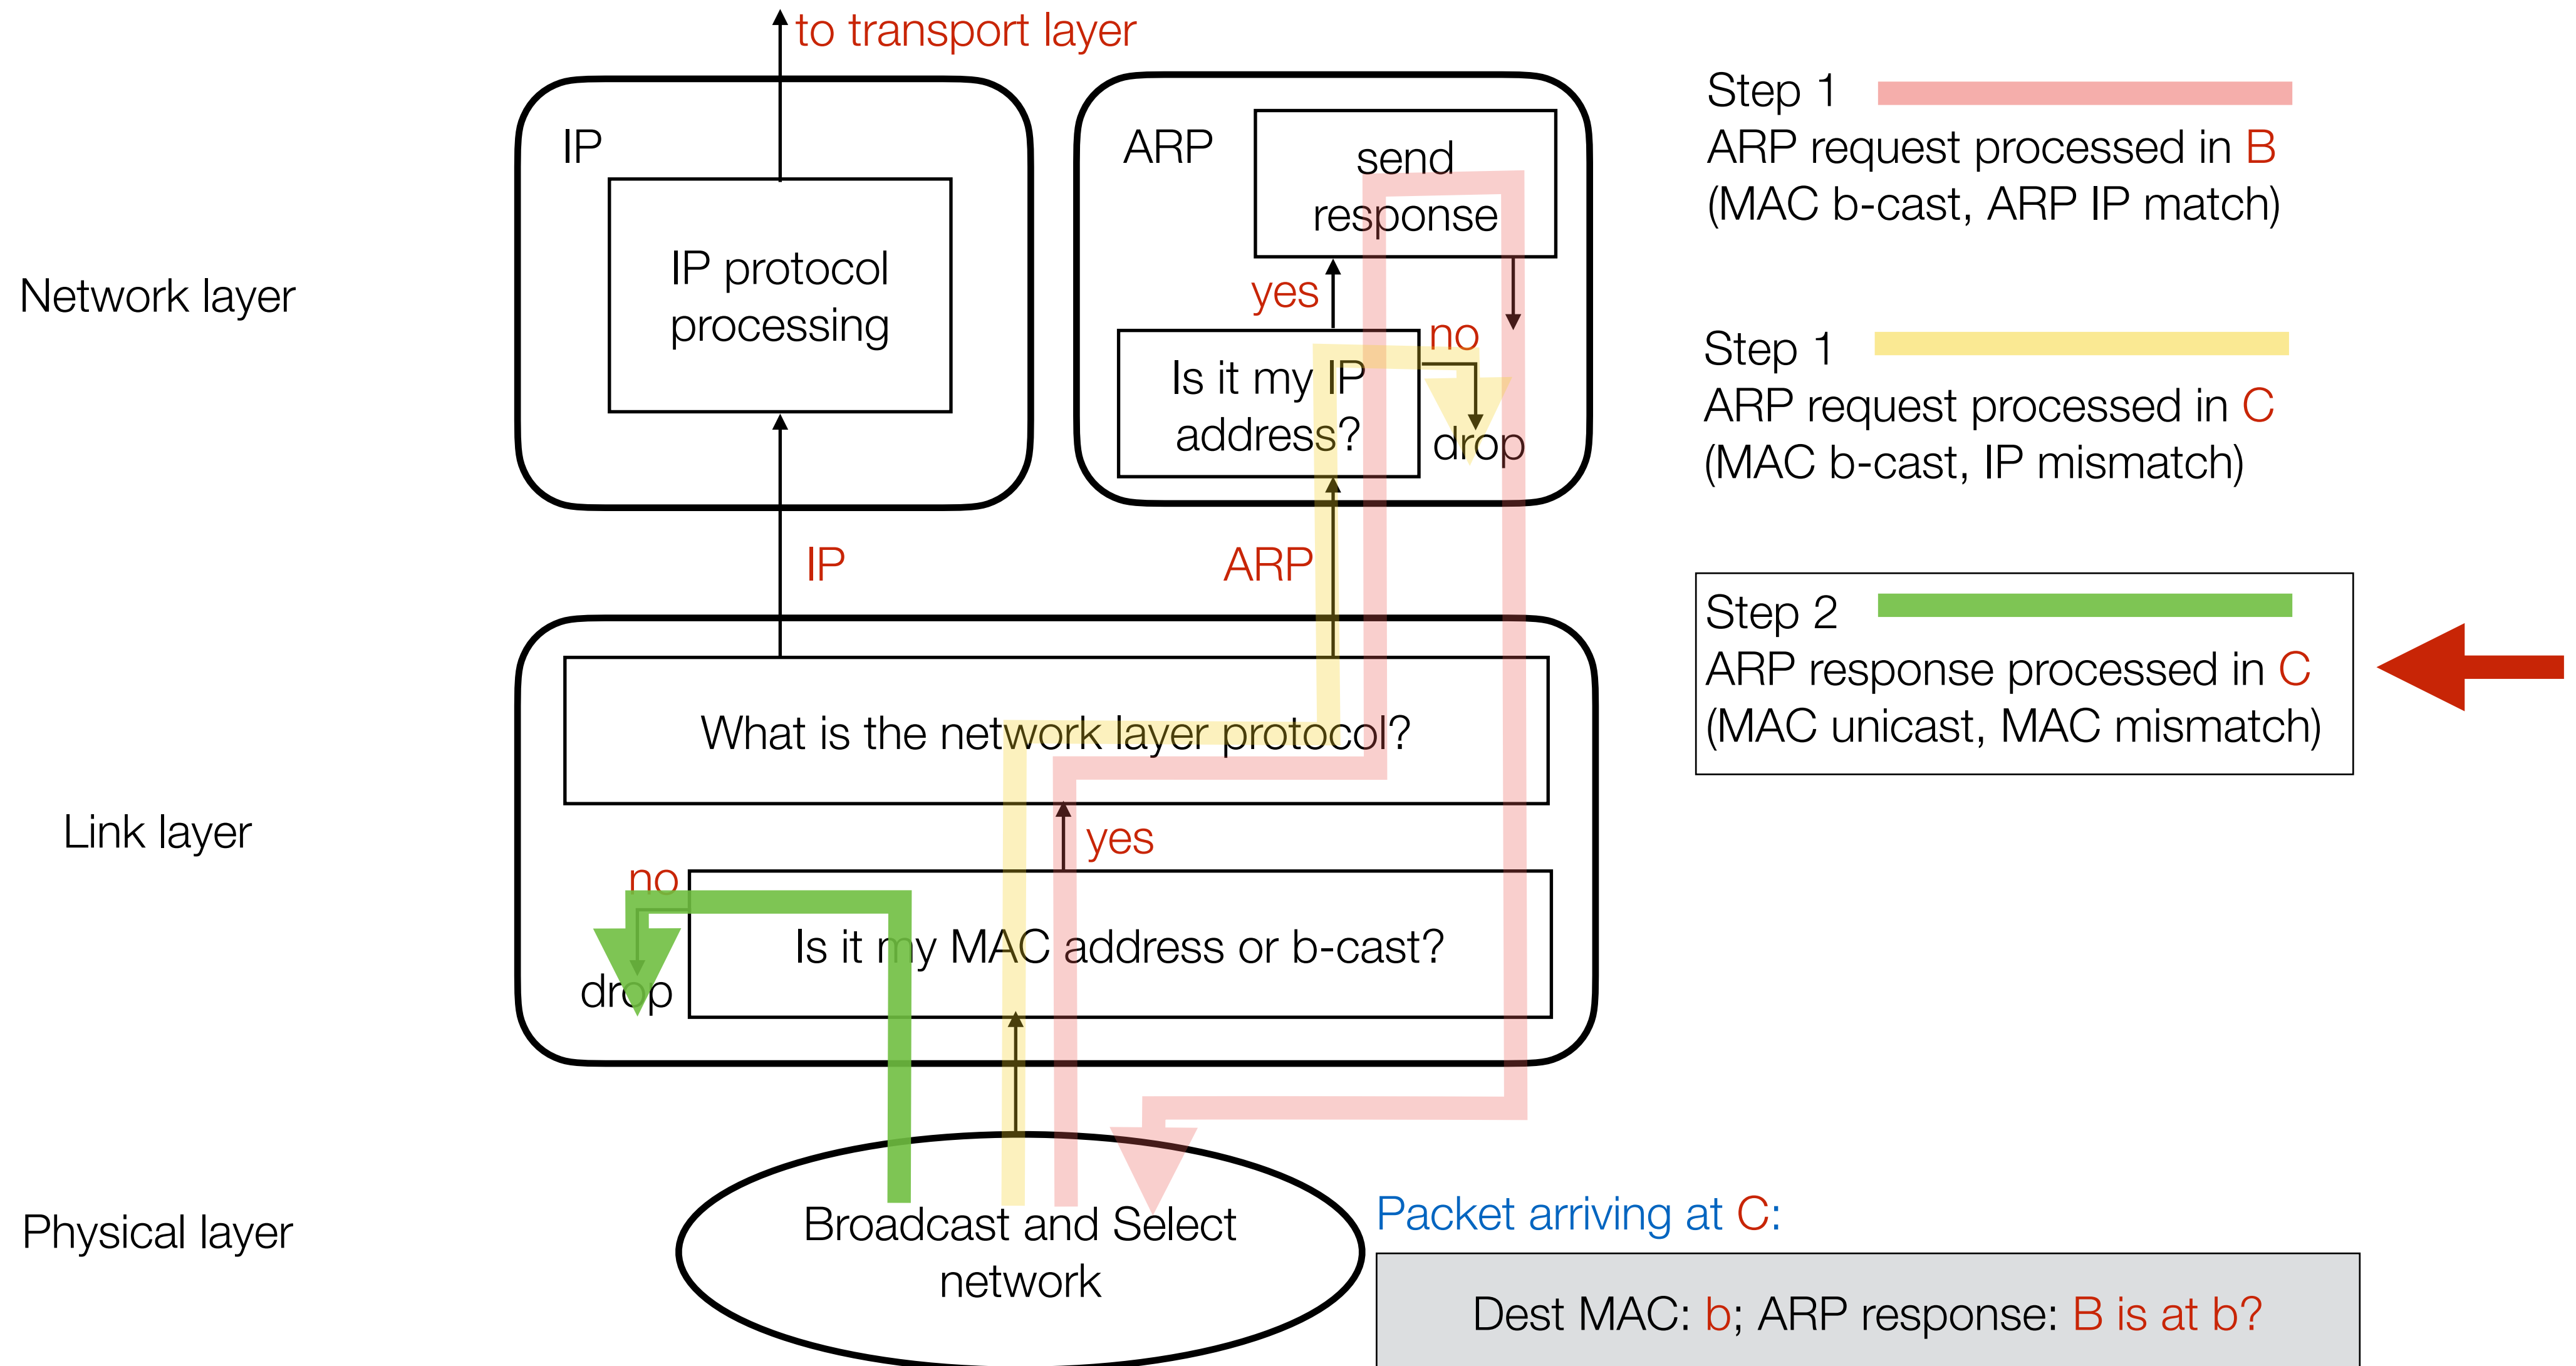 to transport layer
IP
IP protocol
processing
ARP
send
response
yes
no
Is it my IP
address?
drop
Network layer
IP
ARP
What is the network layer protocol?
yes
no
Is it my MAC address or b-cast?
drop
Link layer
Broadcast and Select
network
Physical layer
Step 1
ARP request processed in B
(MAC b-cast, ARP IP match)
Step 1
ARP request processed in C
(MAC b-cast, IP mismatch)
Step 2
ARP response processed in C
(MAC unicast, MAC mismatch)
Packet arriving at C:
Dest MAC: b; ARP response: B is at b?